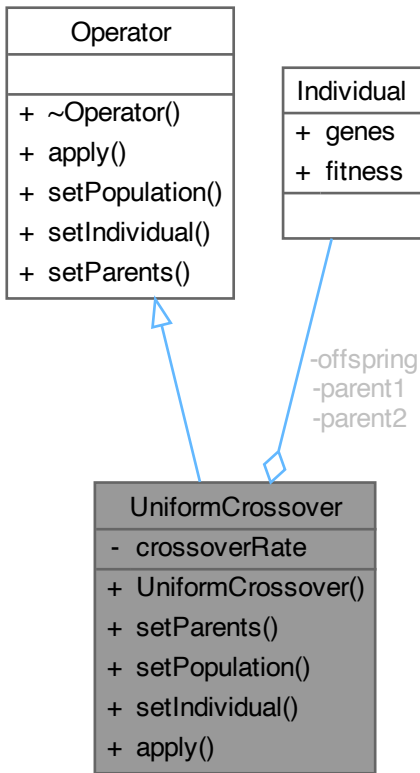 Operator
+ ~Operator()
+ apply()
+ setPopulation()
+ setIndividual()
+ setParents()
Individual
+ genes
+ fitness
-offspring
-parent1
-parent2
UniformCrossover
- crossoverRate
+ UniformCrossover()
+ setParents()
+ setPopulation()
+ setIndividual()
+ apply()